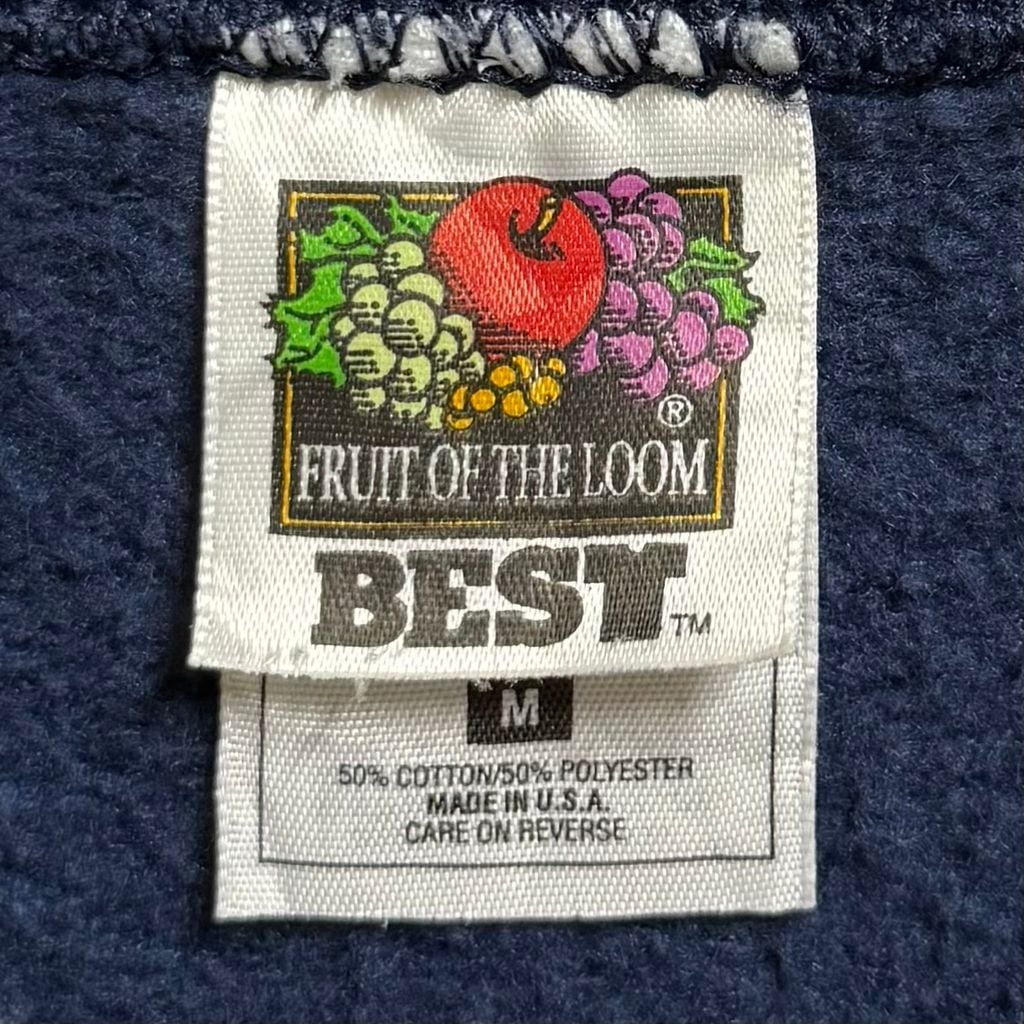 ®
FRUIT OF THE LOOM
BEST™
M
50% COTTON/50% POLYESTER
MADE IN U.S.A.
CARE ON REVERSE